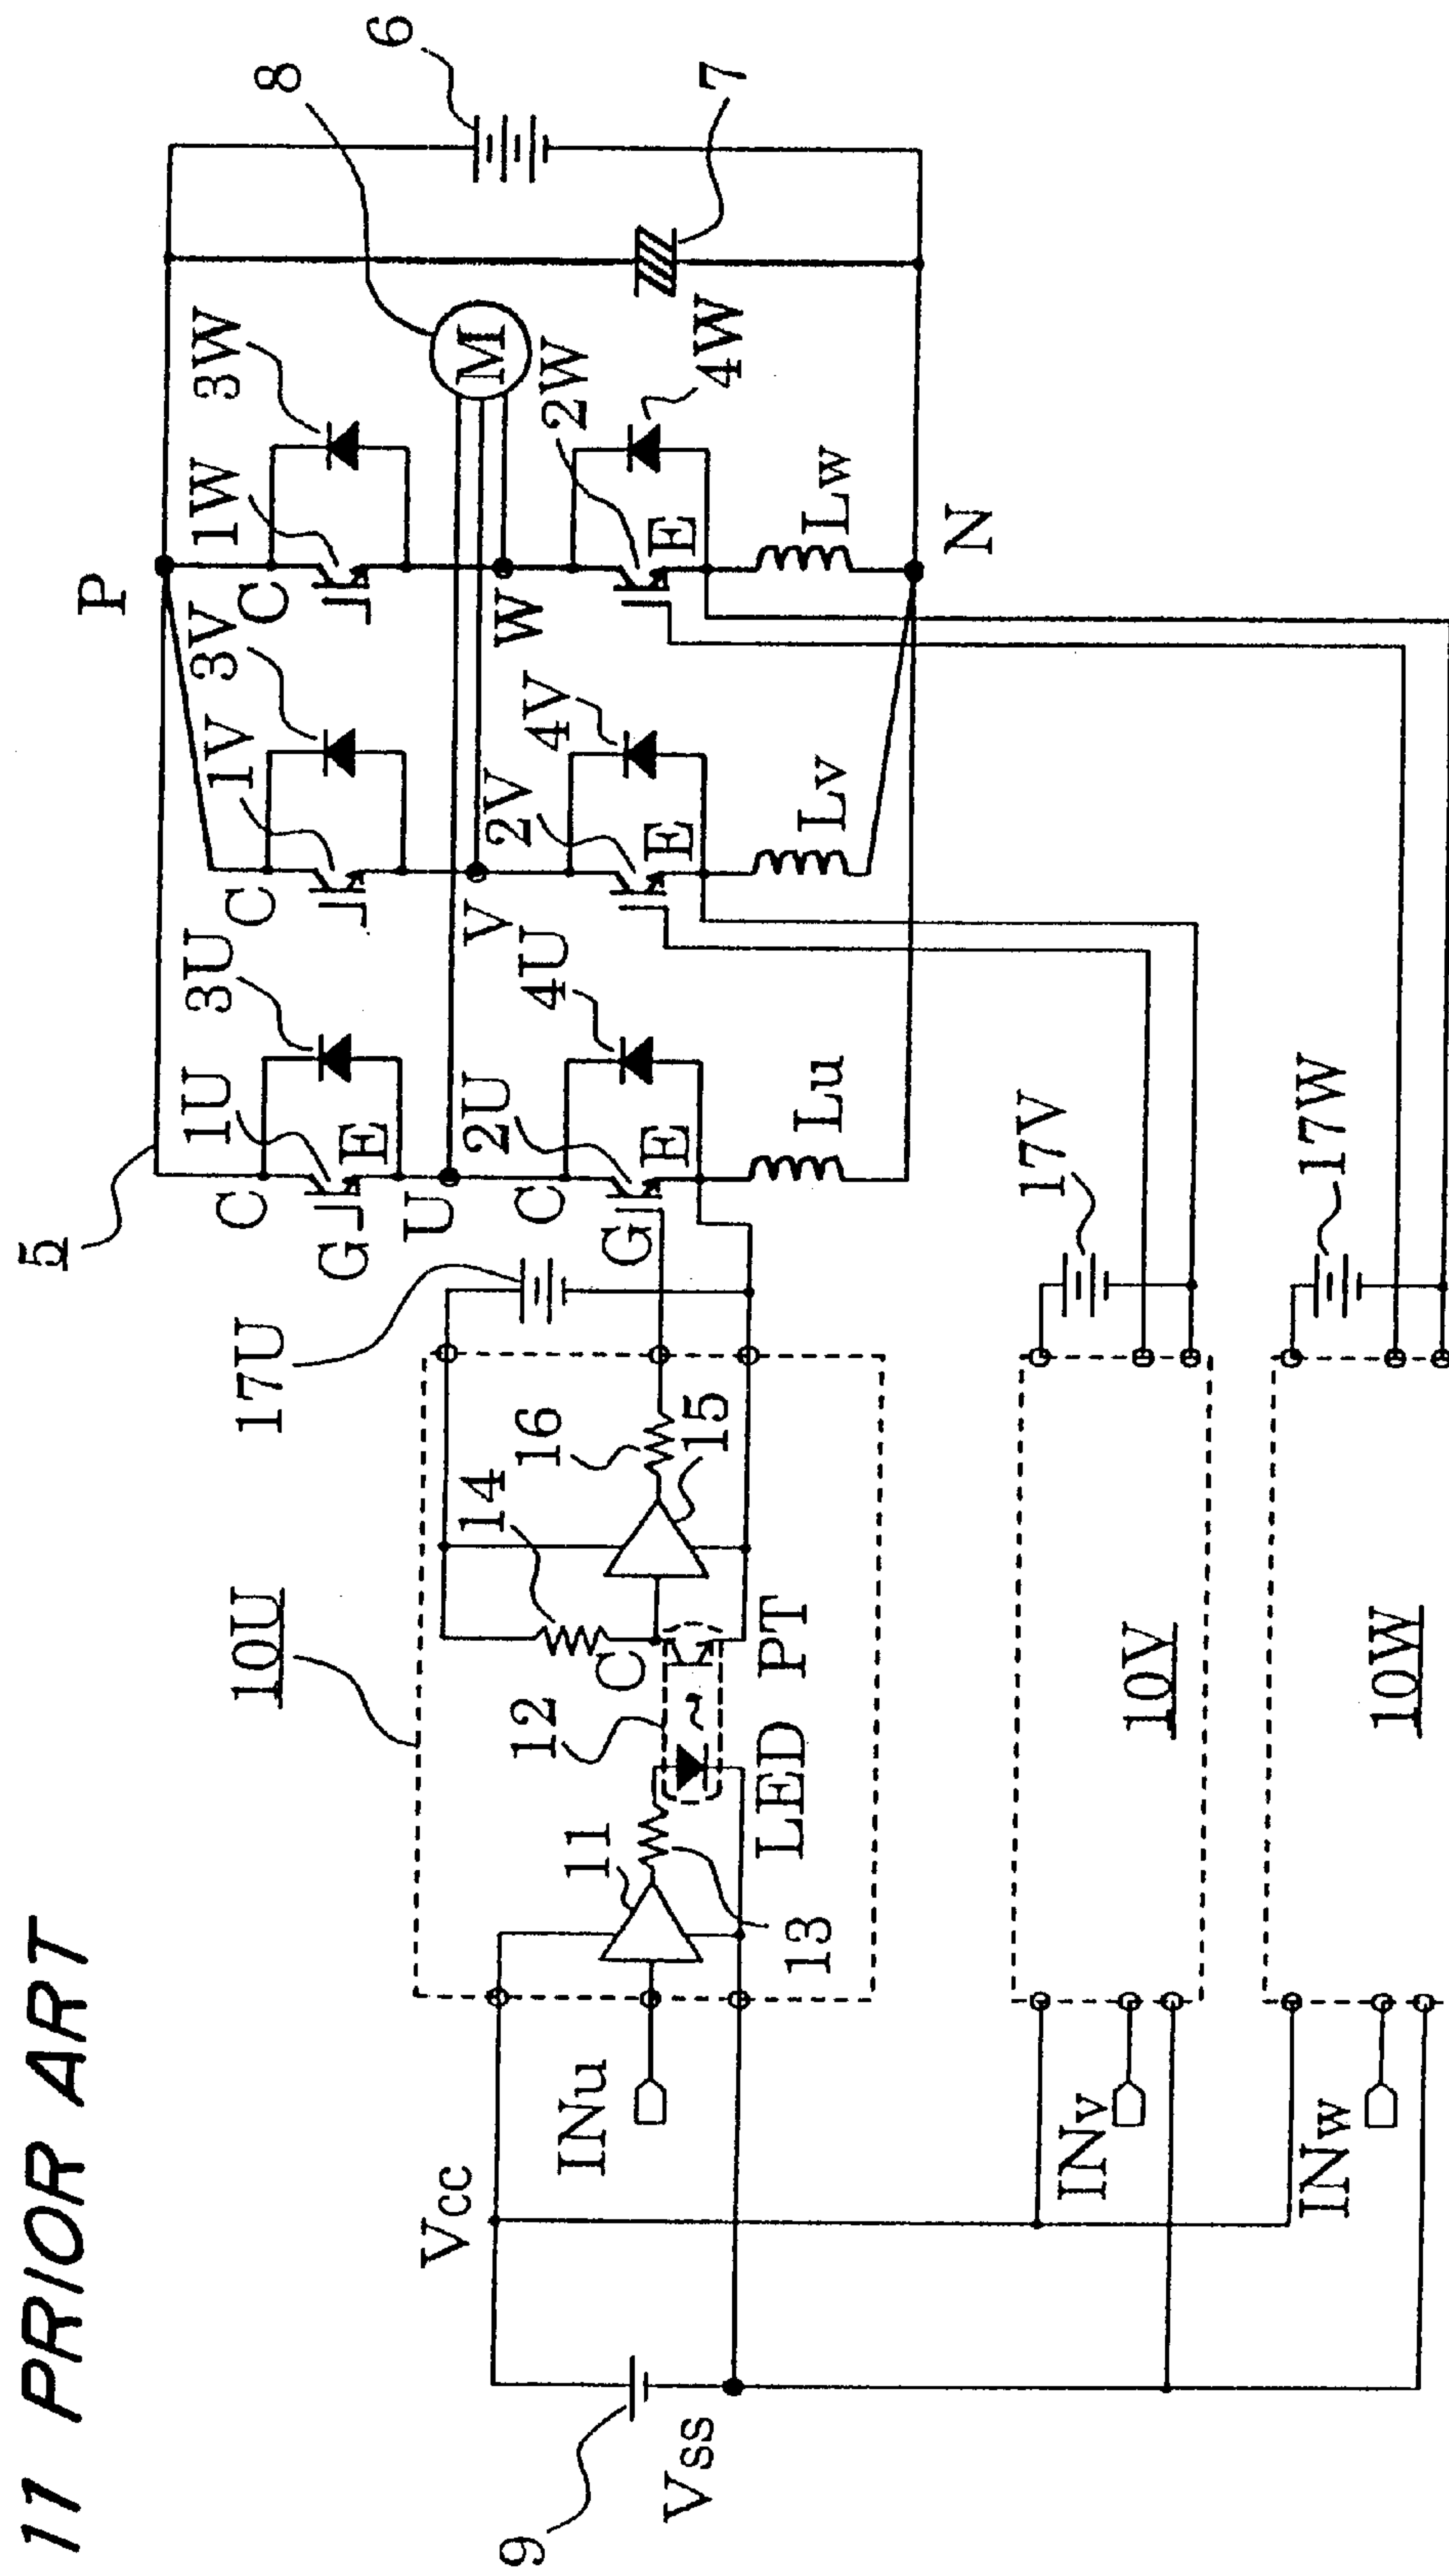 11 PRIOR ART
5
P
8
6
1U
3U
1V
3V
1W
3W
7
C
C
C
G
E
U
V
W
M
17U
2U
4U
2V
4V
2W
4W
C
G
E
E
E
Lu
Lv
Lw
N
10U
14
16
15
12
C
11
13
LED
PT
Vcc
INu
9
Vss
INv
10V
17V
INw
10W
17W